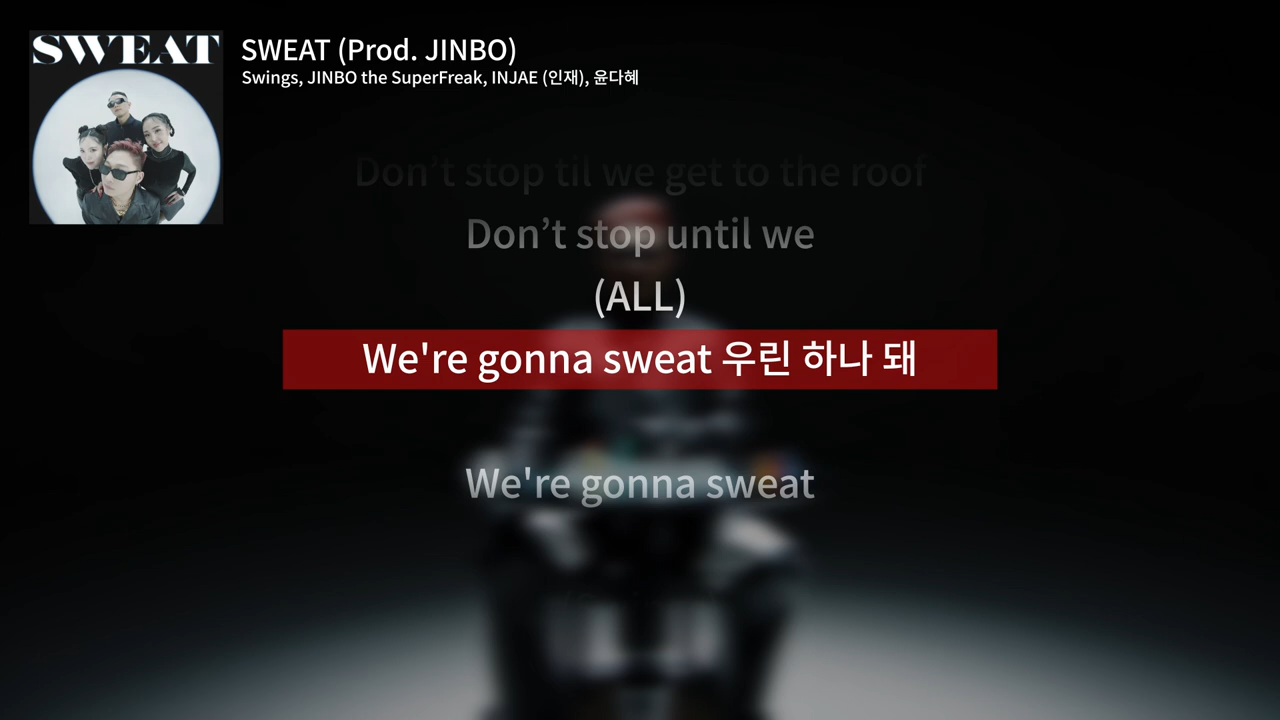 SWEAT
SWEAT (Prod. JINBO)
Swings, JINBO the SuperFreak, INJAE (인재), 윤다혜
Don’t stop til we get to the roof
Don’t stop until we
(ALL)
We're gonna sweat 우린 하나 돼
We're gonna sweat